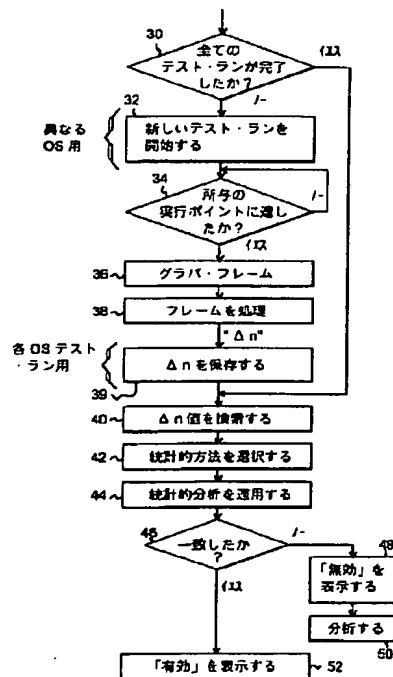 30
全ての
テスト・ランが完了
したか?
イエス
ノー
32
異なる
OS用
新しいテスト・ランを
開始する
34
所与の
実行ポイントに達し
たか?
ノー
イエス
36
グラバ・フレーム
38
フレームを処理
"Δn"
各OSテスト
・ラン用
Δnを保存する
39
40
Δn値を検索する
42
統計的方法を選択する
44
統計的分析を適用する
46
一致したか
?
ノー
イエス
48
「無効」を
表示する
分析する
50
「有効」を表示する
52